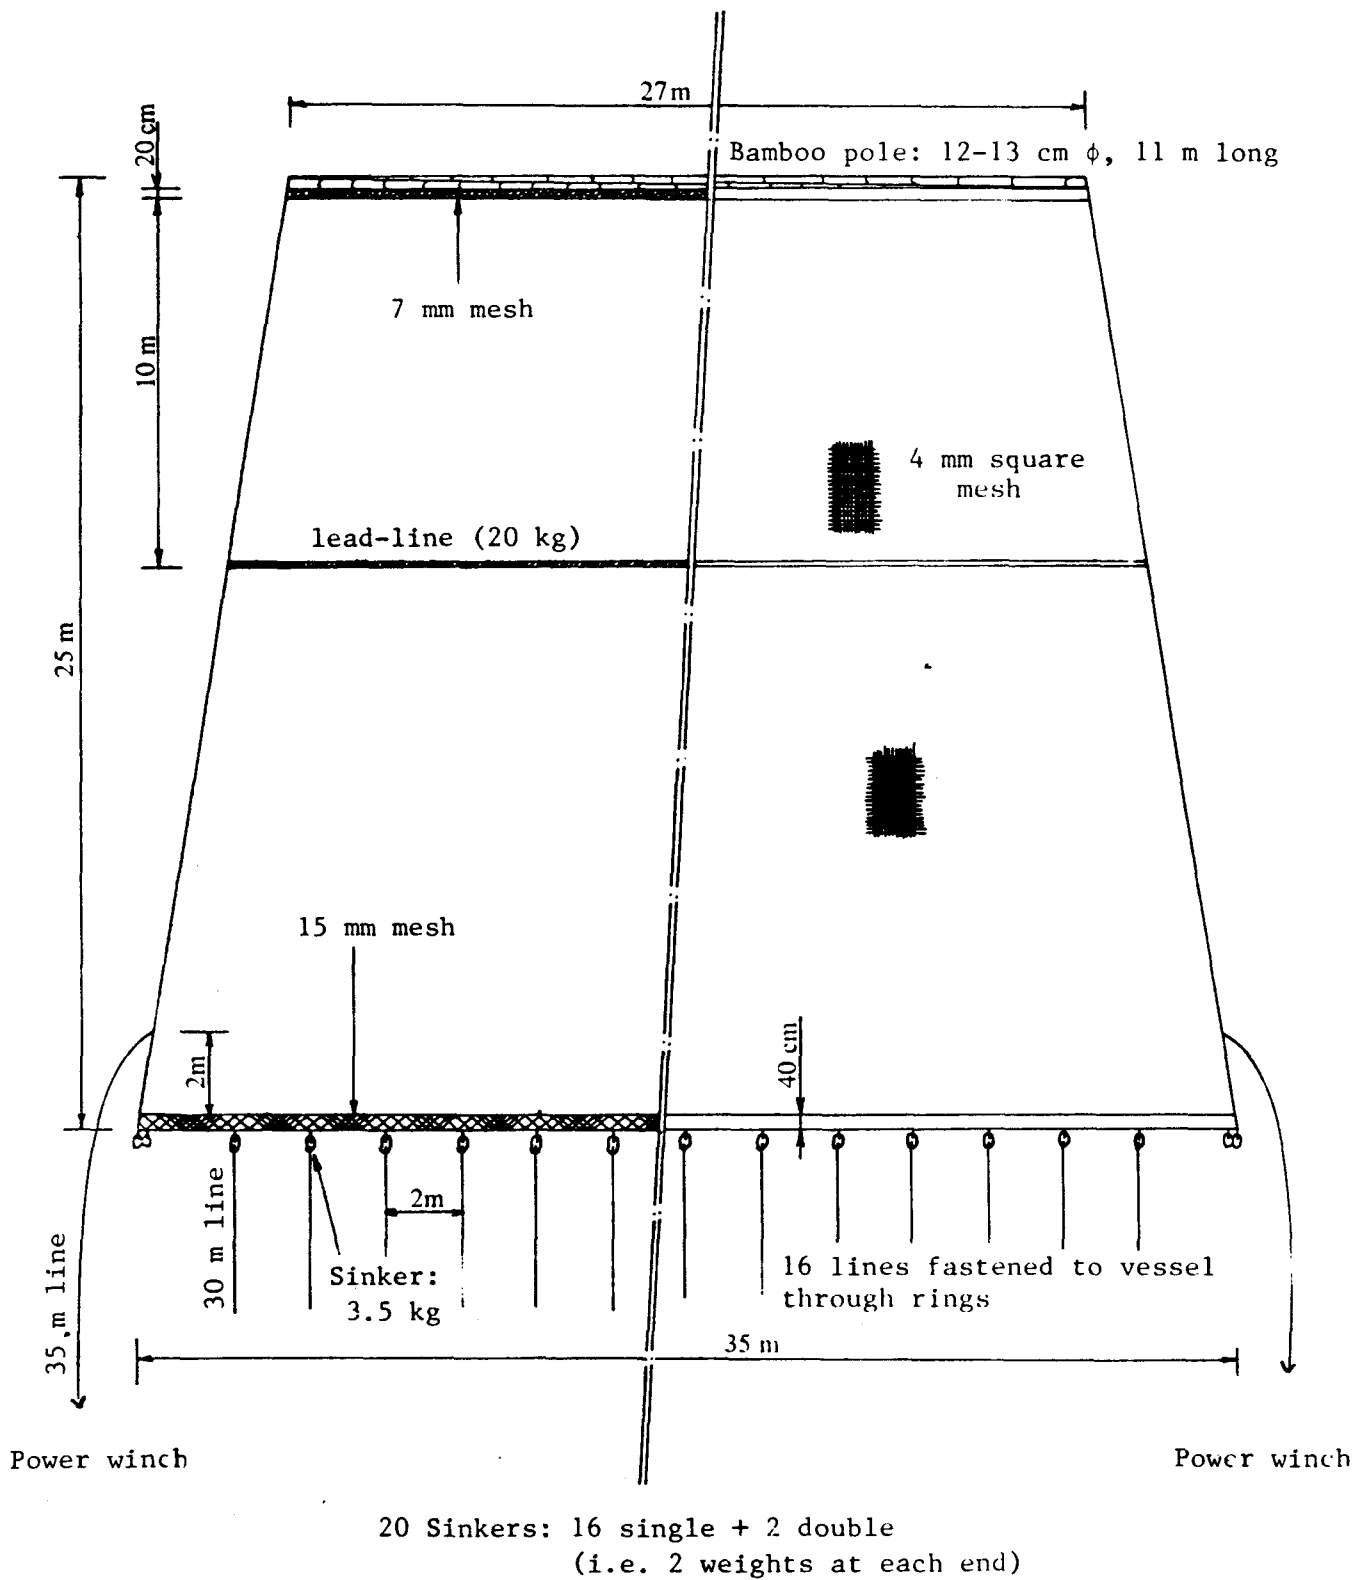 27m
20 cm
Bamboo pole: 12-13 cm ϕ, 11 m long
7 mm mesh
10 m
4 mm square
mesh
lead-line (20 kg)
25 m
15 mm mesh
2m
40 cm
30 m line
2m
35 m line
Sinker:
3.5 kg
16 lines fastened to vessel
through rings
35 m
Power winch
Power winch
20 Sinkers: 16 single + 2 double
(i.e. 2 weights at each end)